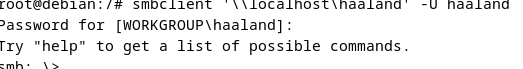 root@debian:/# smbclient '\\localhost\haaland' -U haaland
Password for [WORKGROUP\haaland]:
Try "help" to get a list of possible commands.
smb: \>